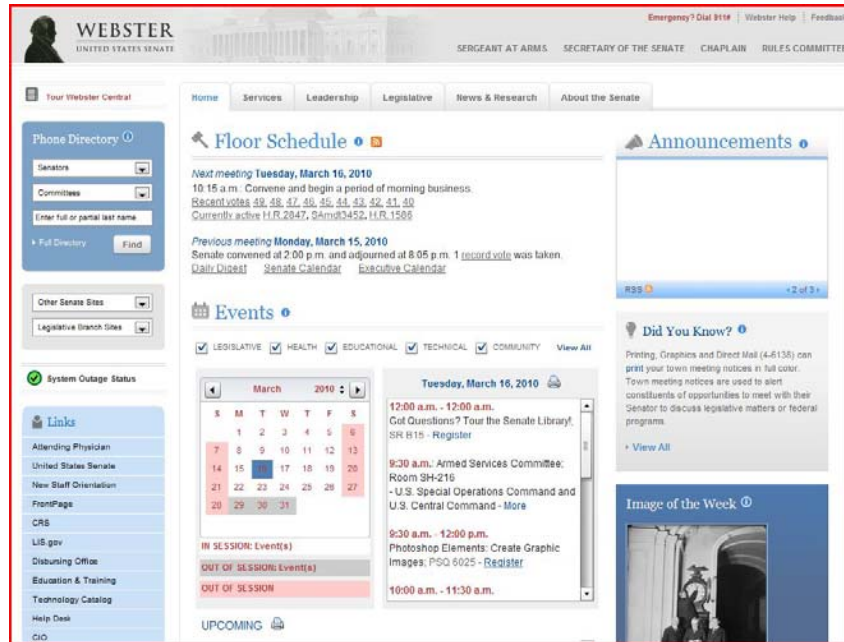 WEBSTER
UNITED STATES SENATE
Emergency? Dial 911# | Webster Help | Feedback
SERGEANT AT ARMS SECRETARY OF THE SENATE CHAPLAIN RULES COMMITTEE
Tour Webster Central
Home Services Leadership Legislative News & Research About the Senate
Phone Directory
Senators
Committees
Enter full or partial last name
Full Directory Find
Other Senate Sites
Legislative Branch Sites
System Outage Status
Links
Attending Physician
United States Senate
New Staff Orientation
FrontPage
CRS
LIS.gov
Disbursing Office
Education & Training
Technology Catalog
Help Desk
CIO
Floor Schedule
Next meeting Tuesday, March 16, 2010
10:15 a.m.: Convene and begin a period of morning business.
Recent votes 49, 48, 47, 46, 45, 44, 43, 42, 41, 40
Currently active H.R.2847, SAmdt3452, H.R.1586
Previous meeting Monday, March 15, 2010
Senate convened at 2:00 p.m. and adjourned at 8:05 p.m. 1 record vote was taken.
Daily Digest Senate Calendar Executive Calendar
Events
LEGISLATIVE HEALTH EDUCATIONAL TECHNICAL COMMUNITY View All
March 2010
S M T W T F S
1 2 3 4 5 6
7 8 9 10 11 12 13
14 15 16 17 18 19 20
21 22 23 24 25 26 27
28 29 30 31
IN SESSION: Event(s)
OUT OF SESSION: Event(s)
OUT OF SESSION
UPCOMING
Tuesday, March 16, 2010
12:00 a.m. - 12:00 a.m.
Got Questions? Tour the Senate Library!,
SR B15 - Register
9:30 a.m.: Armed Services Committee;
Room SH-216
- U.S. Special Operations Command and
U.S. Central Command - More
9:30 a.m. - 12:00 p.m.
Photoshop Elements: Create Graphic
Images; PSQ 6025 - Register
10:00 a.m. - 11:30 a.m.
Announcements
RSS 2 of 3
Did You Know?
Printing, Graphics and Direct Mail (4-6138) can
print your town meeting notices in full color.
Town meeting notices are used to alert
constituents of opportunities to meet with their
Senator to discuss legislative matters or federal
programs.
View All
Image of the Week